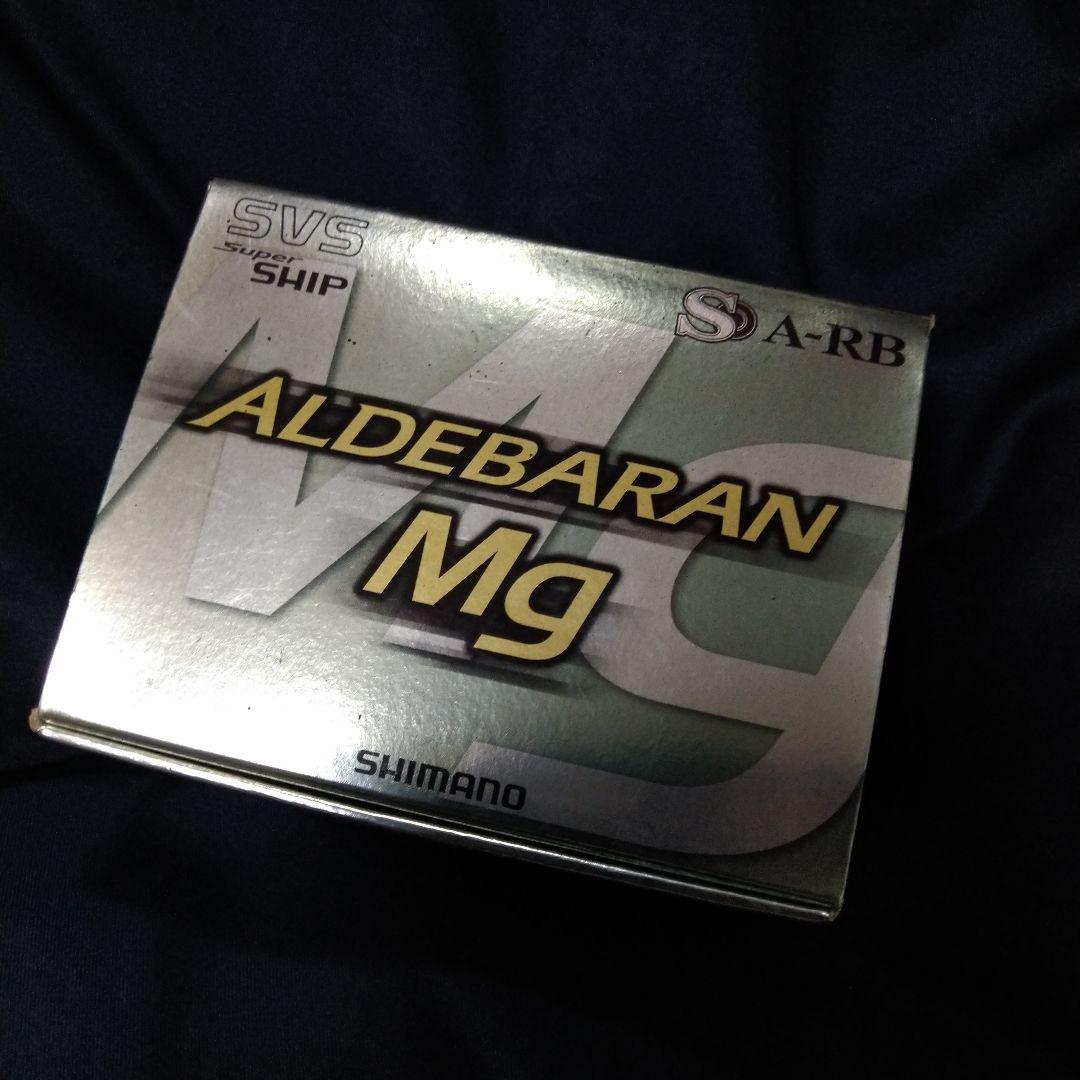 SVS
Super
SHIP
S A-RB
ALDEBARAN
Mg
SHIMANO